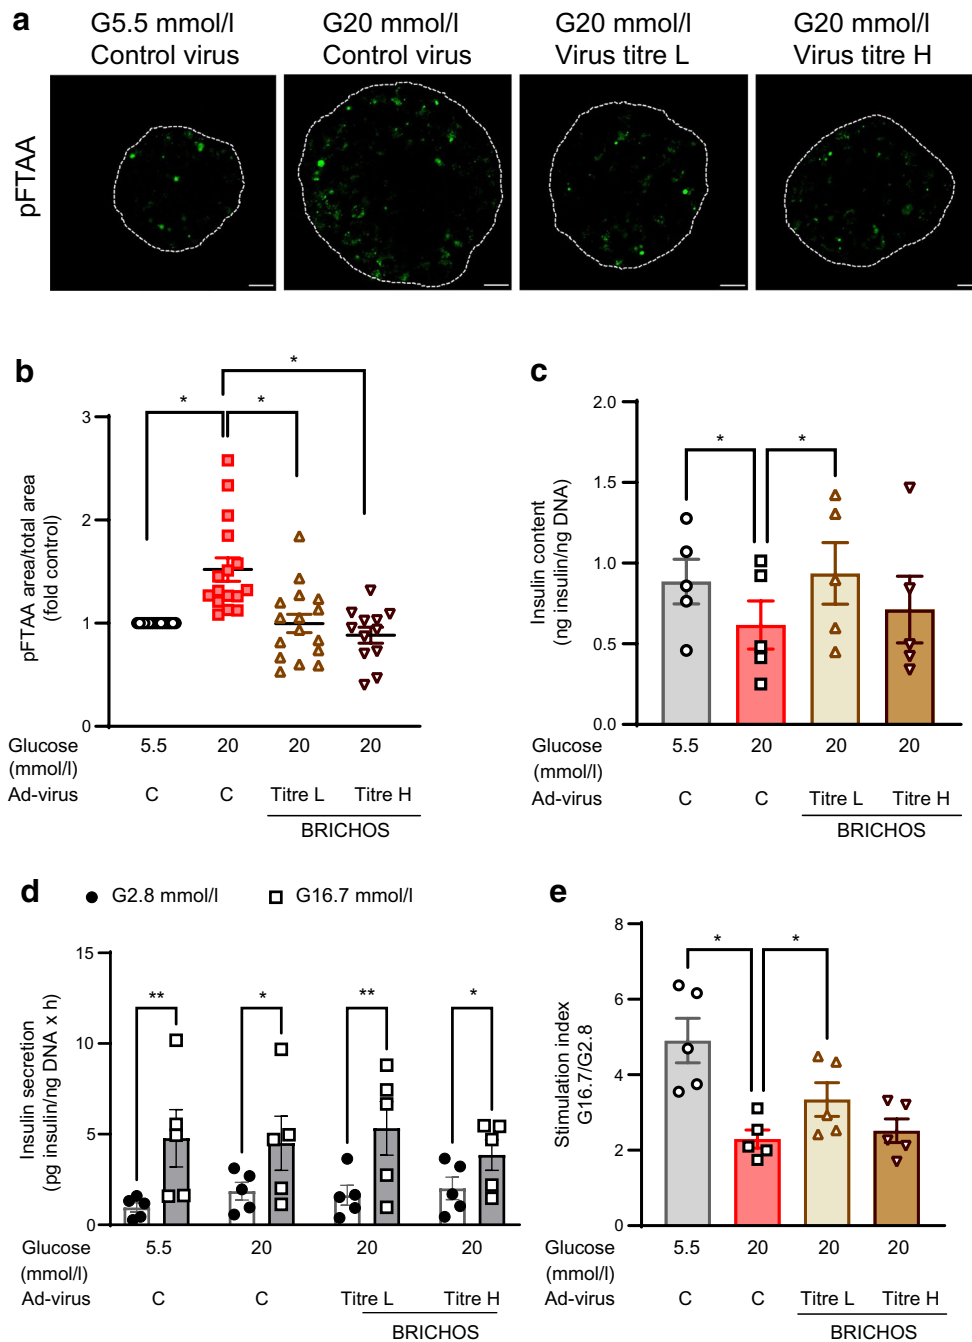 a
G5.5 mmol/l
Control virus
G20 mmol/l
Control virus
G20 mmol/l
Virus titre L
G20 mmol/l
Virus titre H
pFTAA
b
pFTAA area/total area
(fold control)
3
2
1
0
*
*
*
Glucose
(mmol/l)
5.5
20
20
20
Ad-virus
C
C
Titre L
Titre H
BRICHOS
c
Insulin content
(ng insulin/ng DNA)
2.0
1.5
1.0
0.5
0.0
*
*
Glucose
(mmol/l)
5.5
20
20
20
Ad-virus
C
C
Titre L
Titre H
BRICHOS
d
G2.8 mmol/l
G16.7 mmol/l
Insulin secretion
(pg insulin/ng DNA x h)
15
10
5
0
**
*
**
*
Glucose
(mmol/l)
5.5
20
20
20
Ad-virus
C
C
Titre L
Titre H
BRICHOS
e
Stimulation index
G16.7/G2.8
8
6
4
2
0
*
*
Glucose
(mmol/l)
5.5
20
20
20
Ad-virus
C
C
Titre L
Titre H
BRICHOS